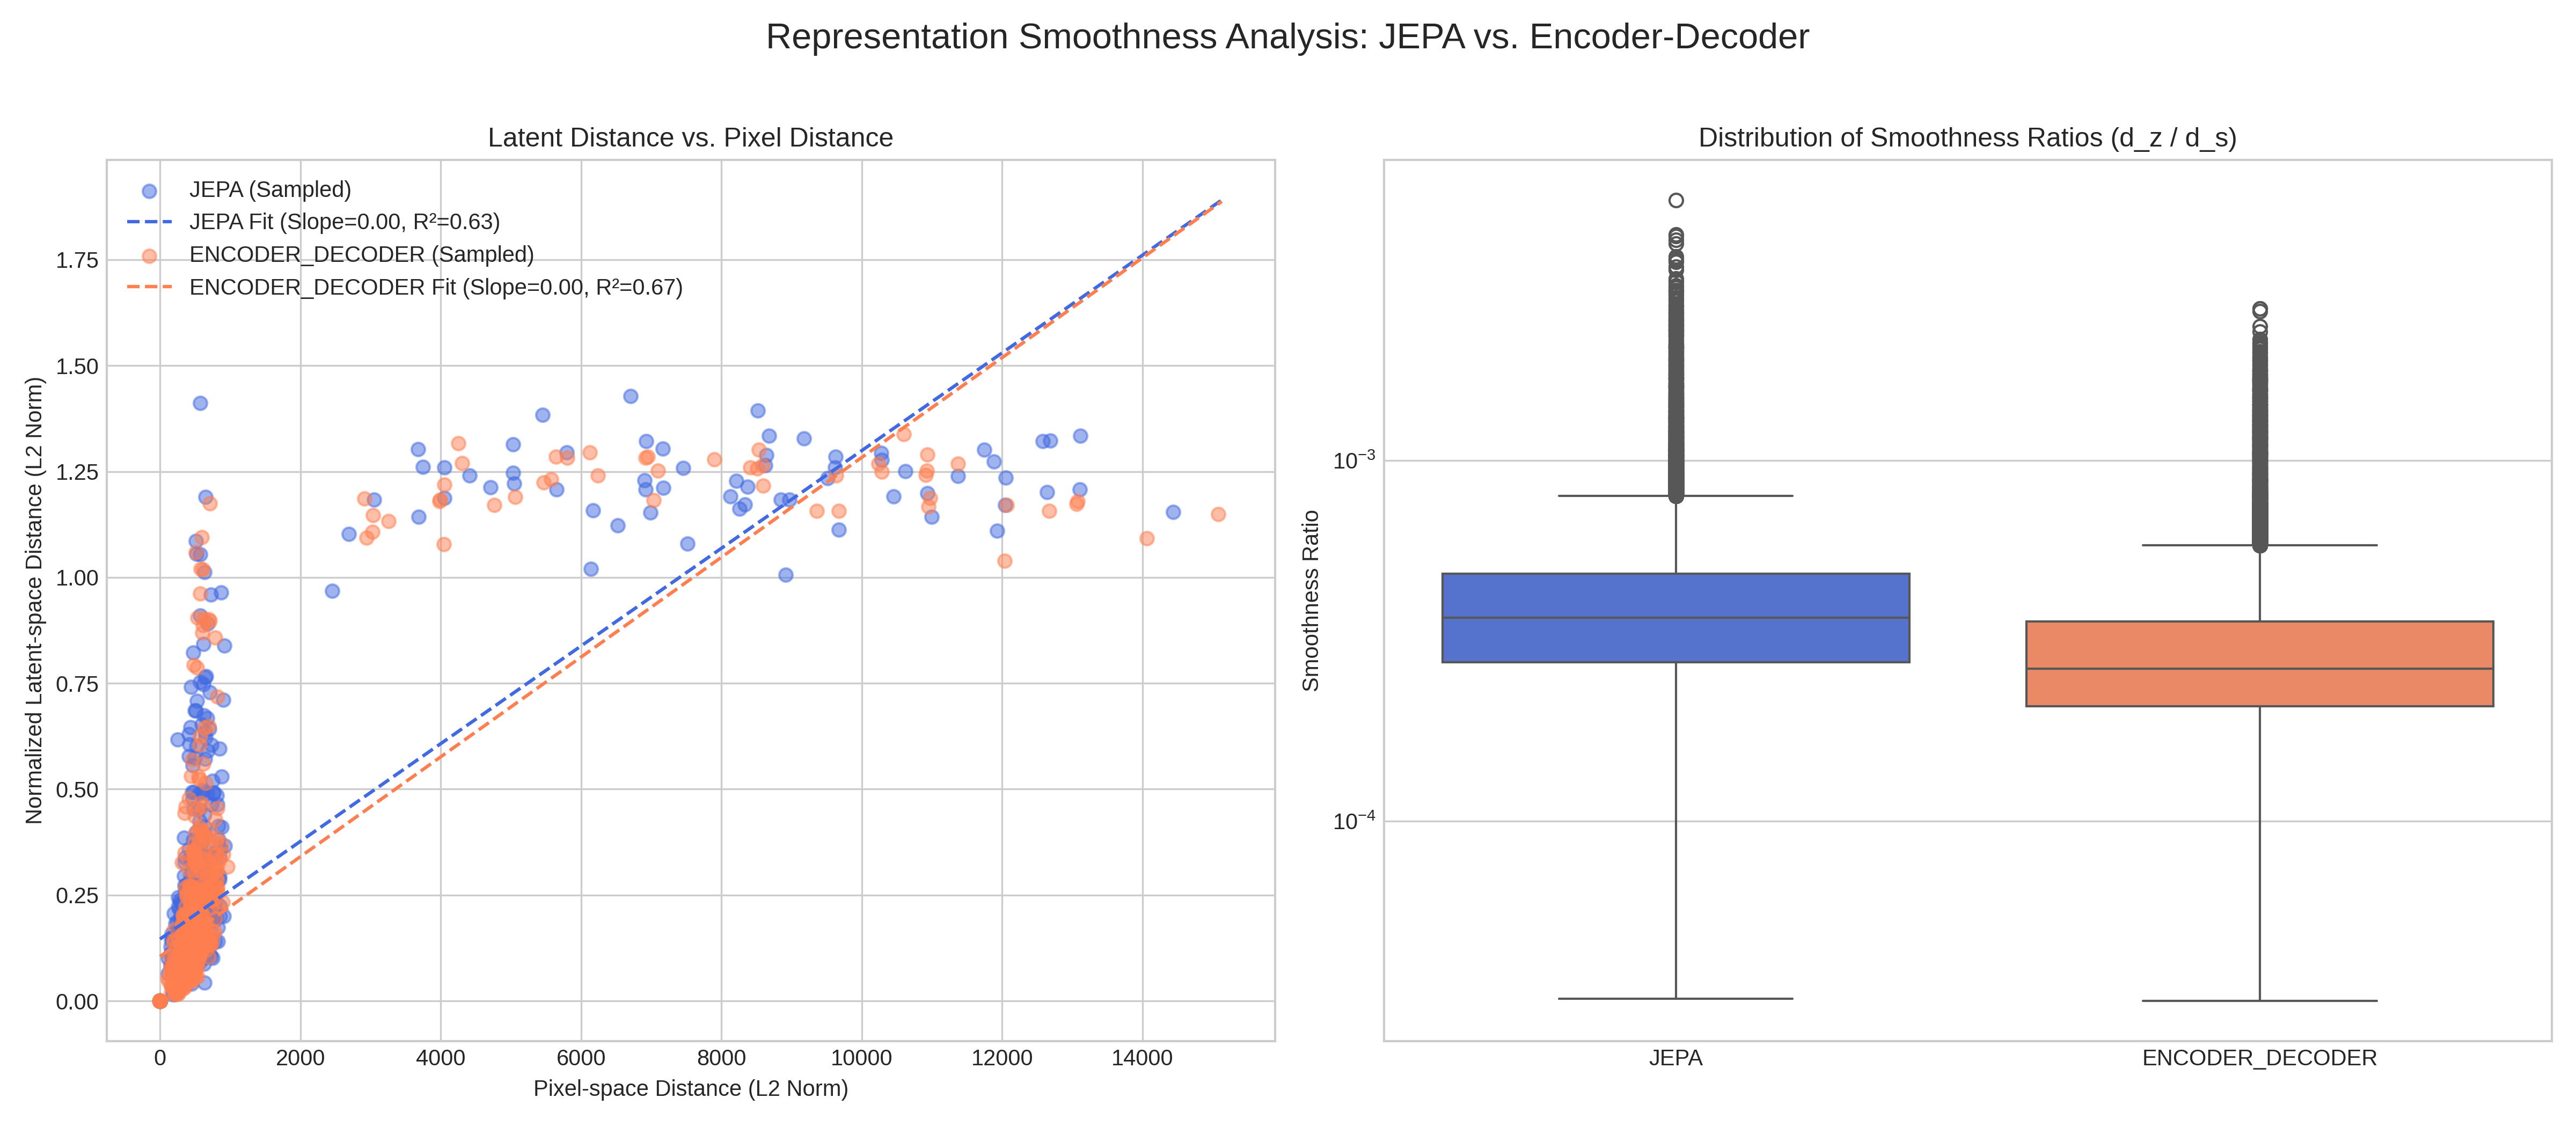 Representation Smoothness Analysis: JEPA vs. Encoder-Decoder
Latent Distance vs. Pixel Distance
JEPA (Sampled)
JEPA Fit (Slope=0.00, R²=0.63)
ENCODER_DECODER (Sampled)
ENCODER_DECODER Fit (Slope=0.00, R²=0.67)
Normalized Latent-space Distance (L2 Norm)
1.75
1.50
1.25
1.00
0.75
0.50
0.25
0.00
0 2000 4000 6000 8000 10000 12000 14000
Pixel-space Distance (L2 Norm)
Distribution of Smoothness Ratios (d_z / d_s)
Smoothness Ratio
10⁻³
10⁻⁴
JEPA ENCODER_DECODER